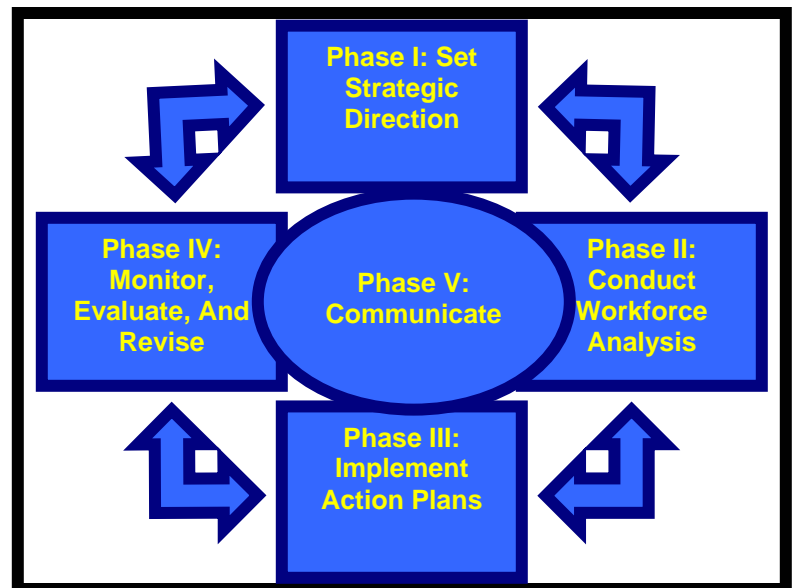 Phase I: Set
Strategic
Direction
Phase IV:
Monitor,
Evaluate, And
Revise
Phase V:
Communicate
Phase II:
Conduct
Workforce
Analysis
Phase III:
Implement
Action Plans